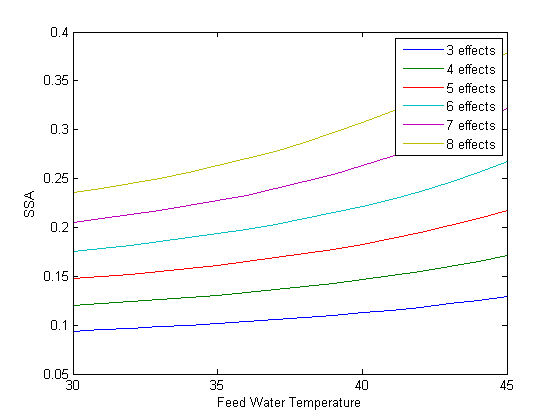 0.4
0.35
0.3
0.25
0.2
0.15
0.1
0.05
SSA
3 effects
4 effects
5 effects
6 effects
7 effects
8 effects
30
35
40
45
Feed Water Temperature